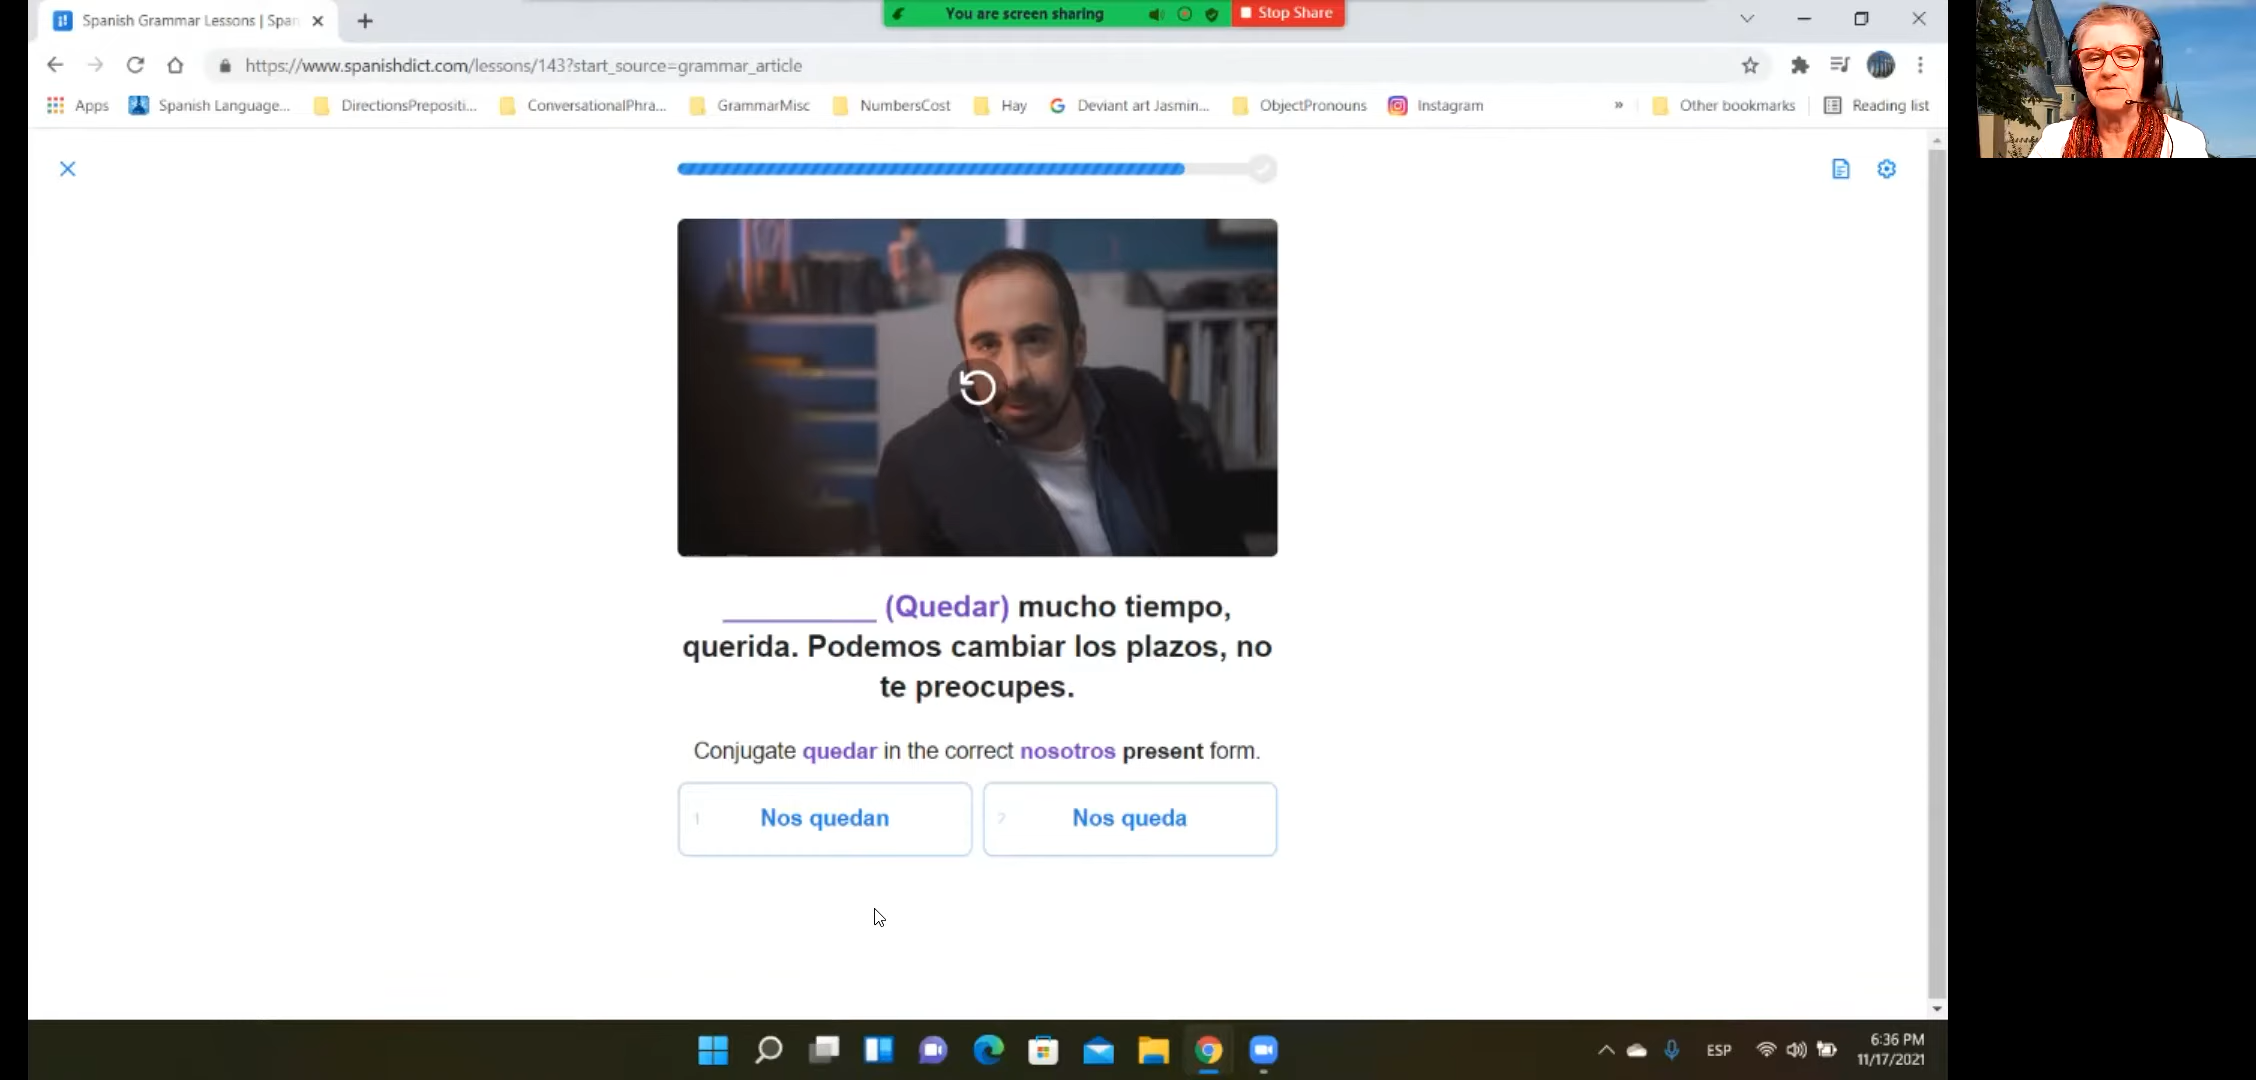 Spanish Grammar Lessons | Span
You are screen sharing
Stop Share
https://www.spanishdict.com/lessons/143?start_source=grammar_article
Apps
Spanish Language...
DirectionsPrepositi...
ConversationalPhra...
GrammarMisc
NumbersCost
Hay
Deviant art Jasmin...
ObjectPronouns
Instagram
»
Other bookmarks
Reading list
__________ (Quedar) mucho tiempo,
querida. Podemos cambiar los plazos, no
te preocupes.
Conjugate quedar in the correct nosotros present form.
1 Nos quedan
2 Nos queda
ESP
6:36 PM
11/17/2021